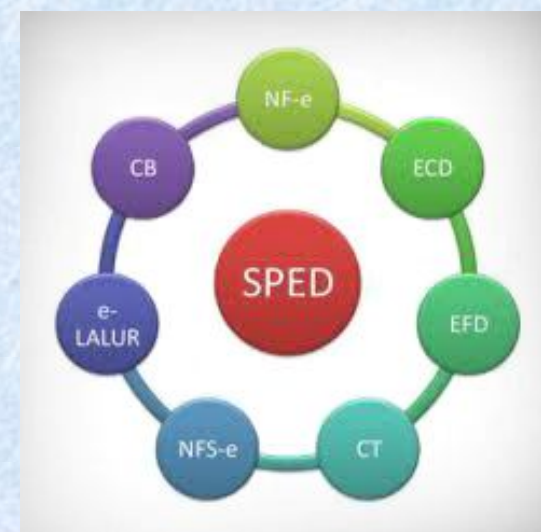 NF-e
CB
ECD
SPED
e-
LALUR
EFD
NFS-e
CT